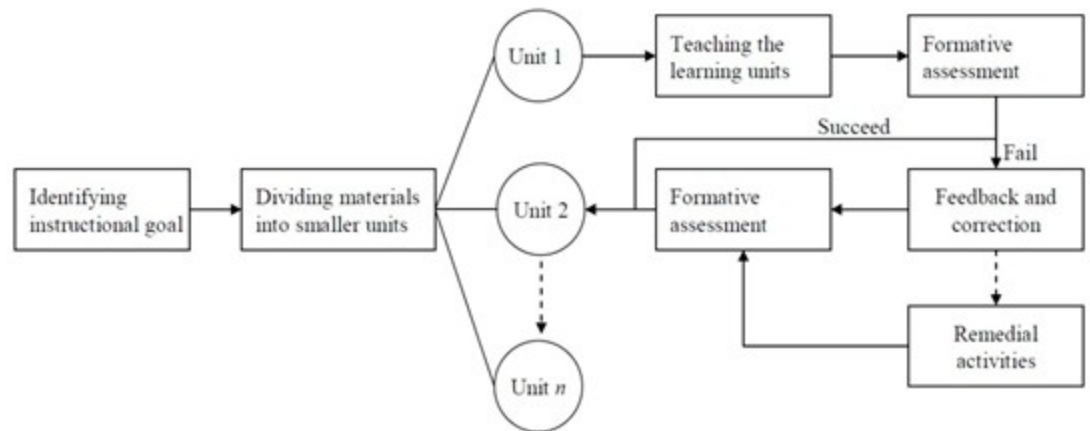 Unit 1
Teaching the
learning units
Formative
assessment
Succeed
Fail
Identifying
instructional goal
Dividing materials
into smaller units
Unit 2
Formative
assessment
Feedback and
correction
Remedial
activities
Unit n